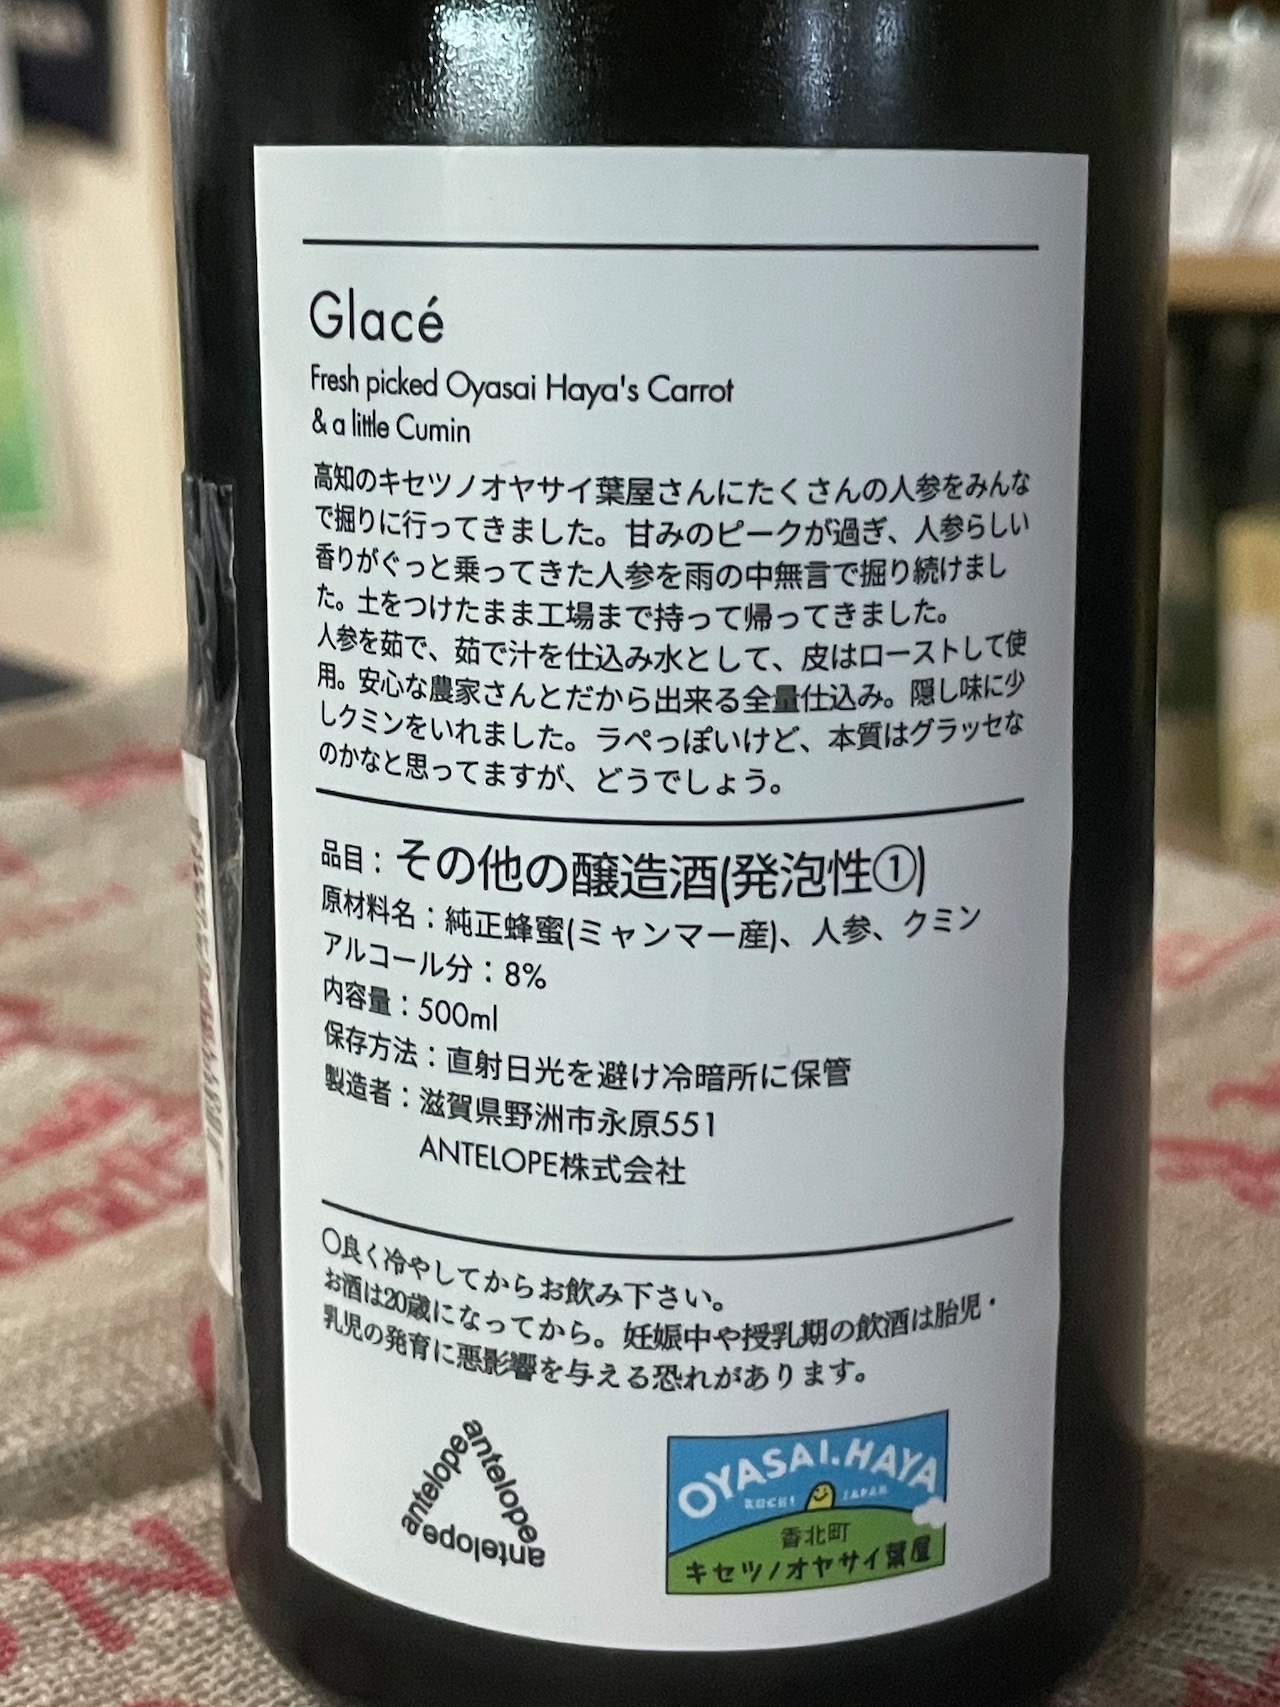 Glacé
Fresh picked Oyasai Haya's Carrot
& a little Cumin
高知のキセツノオヤサイ葉屋さんにたくさんの人参をみんな
で掘りに行ってきました。甘みのピークが過ぎ、人参らしい
香りがぐっと乗ってきた人参を雨の中無言で掘り続けまし
た。土をつけたまま工場まで持って帰ってきました。
人参を茹で、茹で汁を仕込み水として、皮はローストして使
用。安心な農家さんとだから出来る全量仕込み。隠し味に少
しクミンをいれました。ラペっぽいけど、本質はグラッセな
のかなと思ってますが、どうでしょう。
品目：その他の醸造酒(発泡性①)
原材料名：純正蜂蜜(ミャンマー産)、人参、クミン
アルコール分：8%
内容量：500ml
保存方法：直射日光を避け冷暗所に保管
製造者：滋賀県野洲市永原551
ANTELOPE株式会社
○良く冷やしてからお飲み下さい。
お酒は20歳になってから。妊娠中や授乳期の飲酒は胎児・
乳児の発育に悪影響を与える恐れがあります。
antelope
antelope
antelope
OYASAI.HAYA
KOCHI JAPAN
香北町
キセツノオヤサイ葉屋